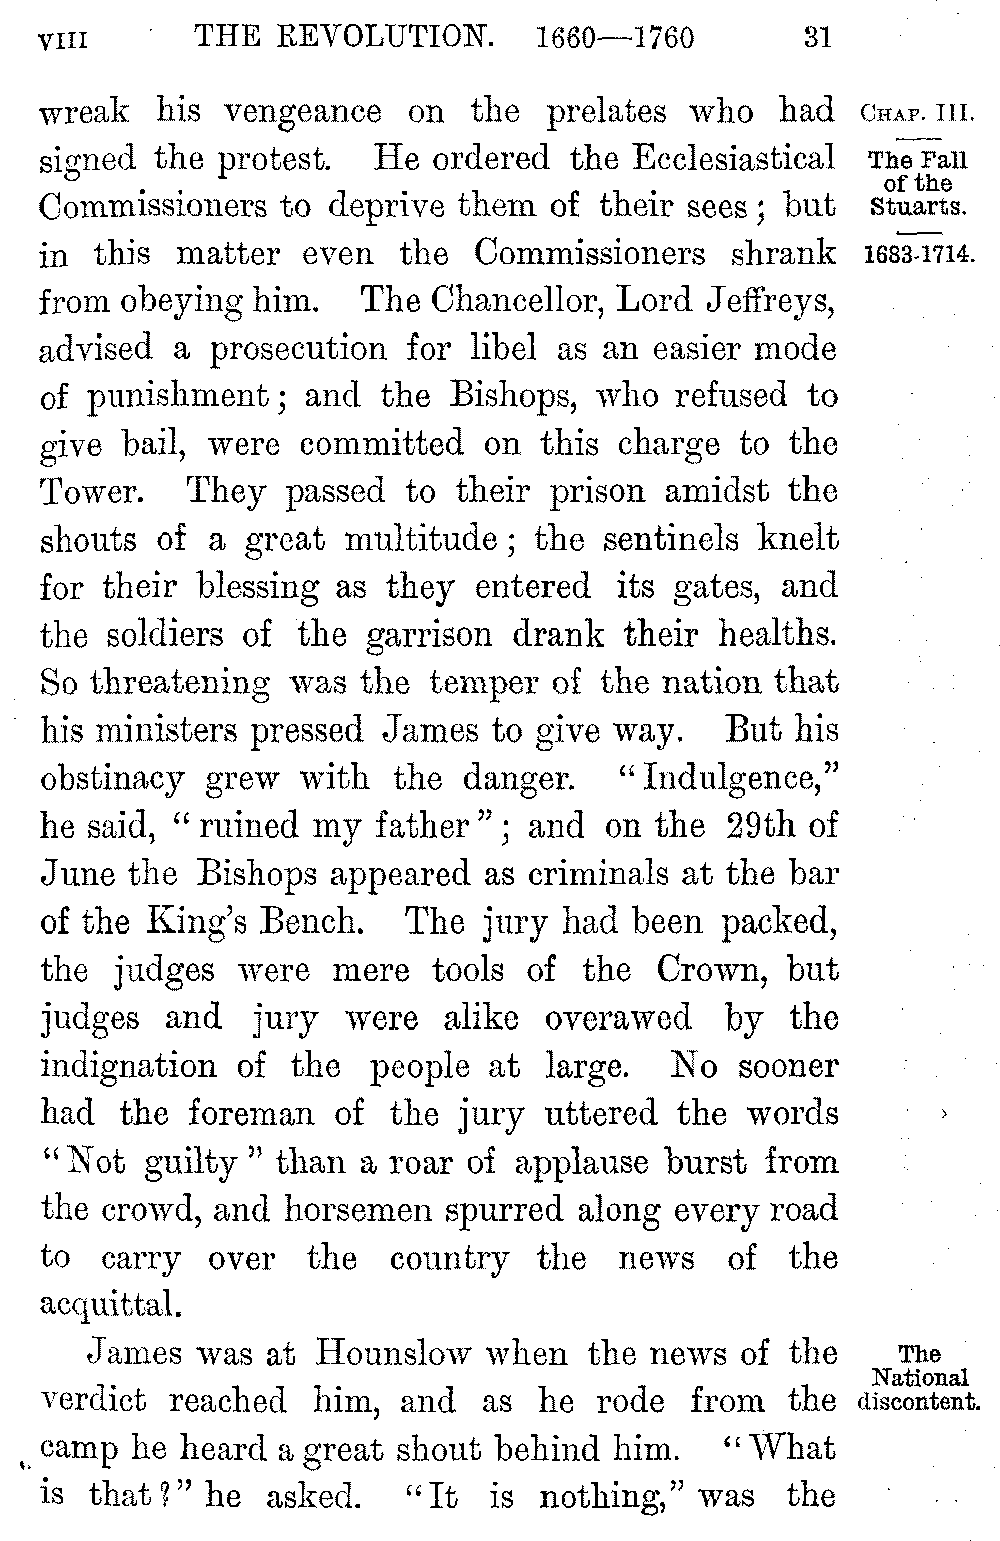 VIII THE REVOLUTION. 1660—1760 31
wreak his vengeance on the prelates who had
signed the protest. He ordered the Ecclesiastical
Commissioners to deprive them of their sees; but
in this matter even the Commissioners shrank
from obeying him. The Chancellor, Lord Jeffreys,
advised a prosecution for libel as an easier mode
of punishment; and the Bishops, who refused to
give bail, were committed on this charge to the
Tower. They passed to their prison amidst the
shouts of a great multitude; the sentinels knelt
for their blessing as they entered its gates, and
the soldiers of the garrison drank their healths.
So threatening was the temper of the nation that
his ministers pressed James to give way. But his
obstinacy grew with the danger. "Indulgence,"
he said, "ruined my father"; and on the 29th of
June the Bishops appeared as criminals at the bar
of the King's Bench. The jury had been packed,
the judges were mere tools of the Crown, but
judges and jury were alike overawed by the
indignation of the people at large. No sooner
had the foreman of the jury uttered the words
"Not guilty" than a roar of applause burst from
the crowd, and horsemen spurred along every road
to carry over the country the news of the
acquittal.
James was at Hounslow when the news of the
verdict reached him, and as he rode from the
camp he heard a great shout behind him. "What
is that?" he asked. "It is nothing," was the
CHAP. III.
The Fall
of the
Stuarts.
1683-1714.
The
National
discontent.